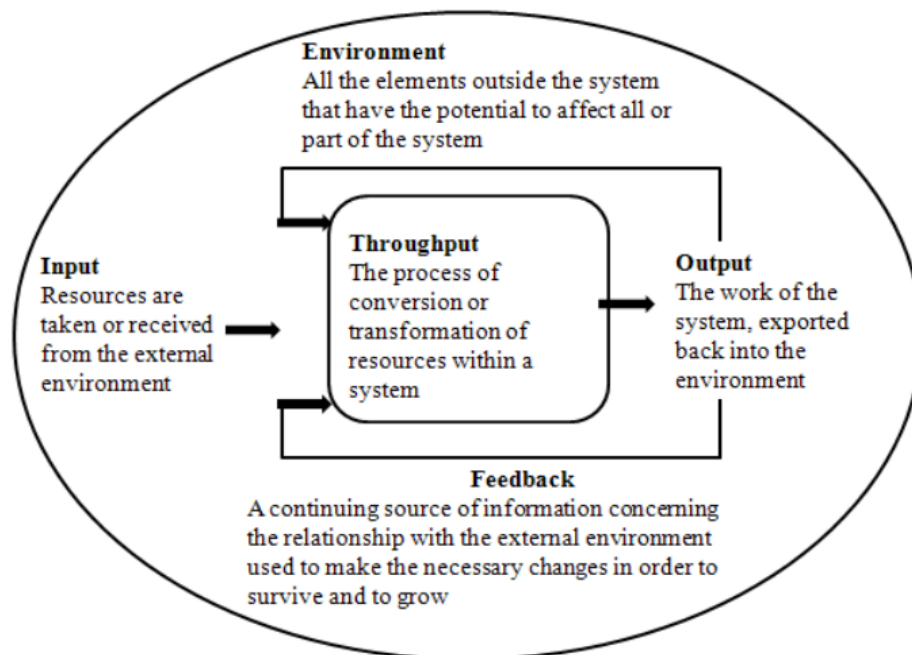 Environment
All the elements outside the system
that have the potential to affect all or
part of the system
Input
Resources are
taken or received
from the external
environment
Throughput
The process of
conversion or
transformation of
resources within a
system
Output
The work of the
system, exported
back into the
environment
Feedback
A continuing source of information concerning
the relationship with the external environment
used to make the necessary changes in order to
survive and to grow